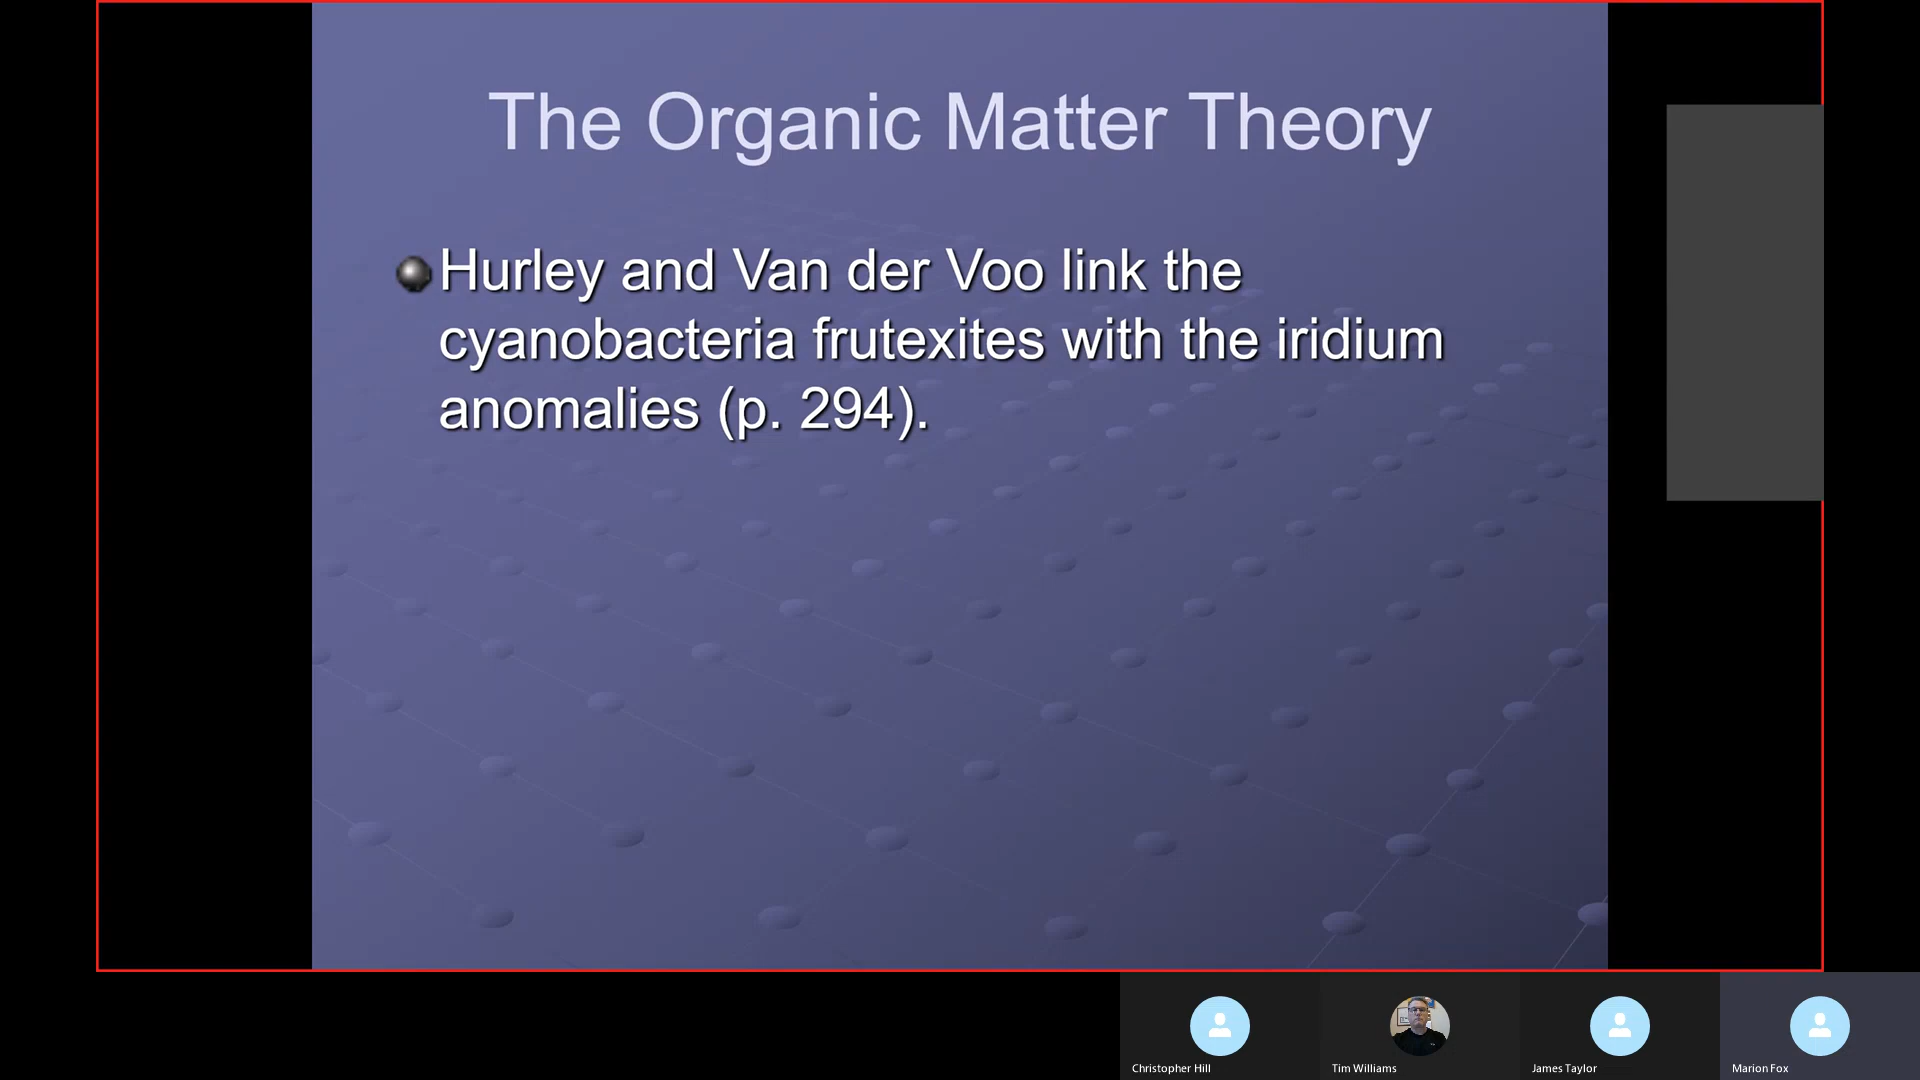 The Organic Matter Theory
Hurley and Van der Voo link the
cyanobacteria frutexites with the iridium
anomalies (p. 294).
Christopher Hill
Tim Williams
James Taylor
Marion Fox